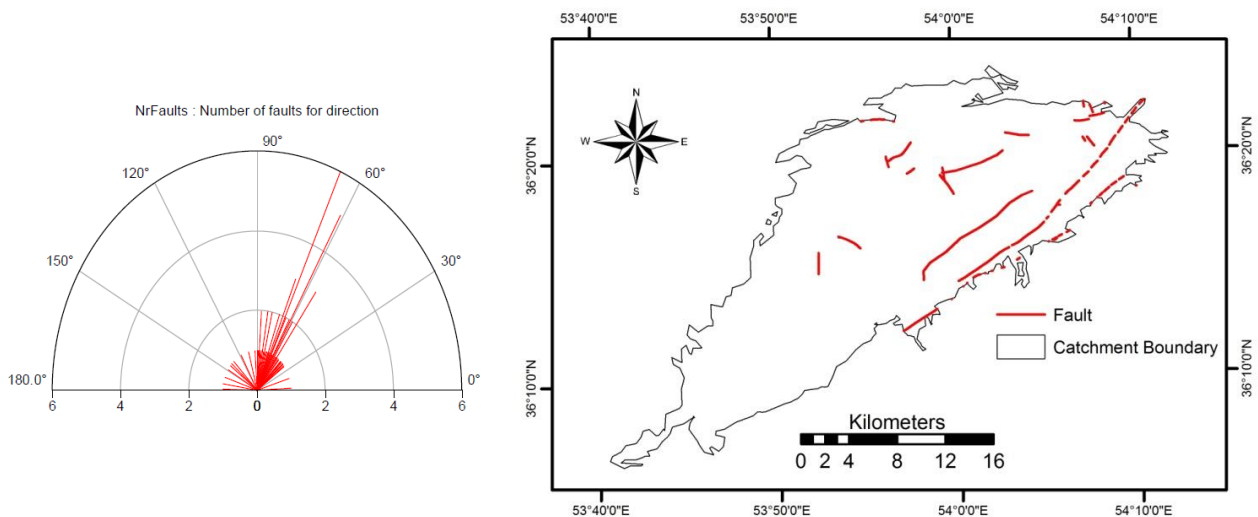 NrFaults : Number of faults for direction
90°
120°
60°
150°
30°
180.0°
0°
6
4
2
0
0
2
4
6
53°40'0"E
53°50'0"E
54°0'0"E
54°10'0"E
N
W
E
S
36°20'0"N
36°20'0"N
36°10'0"N
36°10'0"N
Fault
Catchment Boundary
Kilometers
0 2 4 8 12 16
53°40'0"E
53°50'0"E
54°0'0"E
54°10'0"E